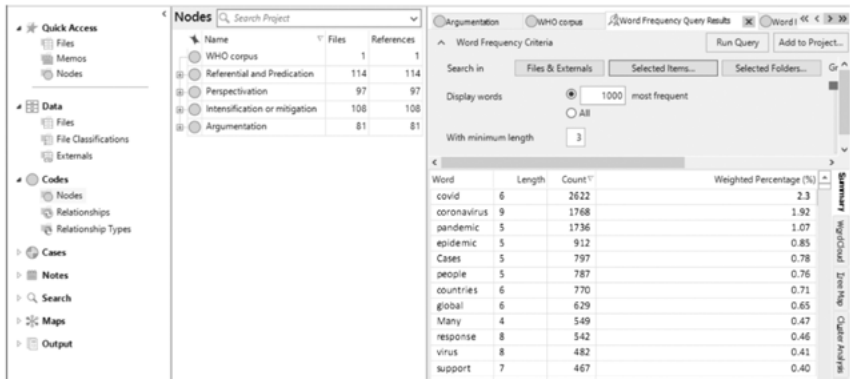 Quick Access
Files
Memos
Nodes
Data
Files
File Classifications
Externals
Codes
Nodes
Relationships
Relationship Types
Cases
Notes
Search
Maps
Output
Nodes Search Project
Name Files References
WHO corpus 1 1
Referential and Predication 114 114
Perspectivation 97 97
Intensification or mitigation 108 108
Argumentation 81 81
Argumentation WHO corpus Word Frequency Query Results Word
Word Frequency Criteria Run Query Add to Project...
Search in Files & Externals Selected Items... Selected Folders... Gr
Display words 1000 most frequent
All
With minimum length 3
Word Length Count Weighted Percentage (%)
covid 6 2622 2.3
coronavirus 9 1768 1.92
pandemic 5 1736 1.07
epidemic 5 912 0.85
Cases 5 797 0.78
people 5 787 0.76
countries 6 770 0.71
global 6 629 0.65
Many 4 549 0.47
response 8 542 0.46
virus 8 482 0.41
support 7 467 0.40
Summary
Word Cloud
Tree Map
Cluster Analysis